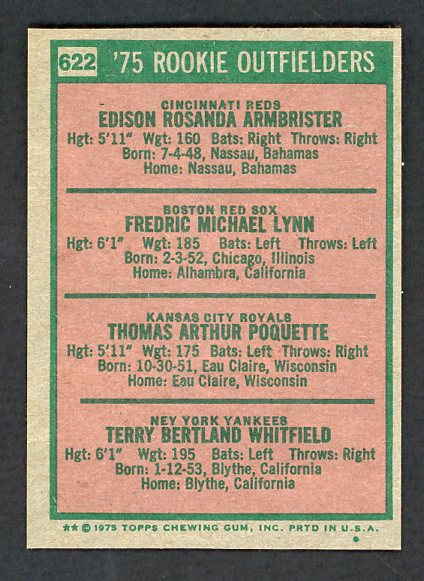 622 '75 ROOKIE OUTFIELDERS
CINCINNATI REDS
EDISON ROSANDA ARMBRISTER
Hgt: 5'11" Wgt: 160 Bats: Right Throws: Right
Born: 7-4-48, Nassau, Bahamas
Home: Nassau, Bahamas
BOSTON RED SOX
FREDRIC MICHAEL LYNN
Hgt: 6'1" Wgt: 185 Bats: Left Throws: Left
Born: 2-3-52, Chicago, Illinois
Home: Alhambra, California
KANSAS CITY ROYALS
THOMAS ARTHUR POQUETTE
Hgt: 5'11" Wgt: 175 Bats: Left Throws: Right
Born: 10-30-51, Eau Claire, Wisconsin
Home: Eau Claire, Wisconsin
NEW YORK YANKEES
TERRY BERTLAND WHITFIELD
Hgt: 6'1" Wgt: 195 Bats: Left Throws: Right
Born: 1-12-53, Blythe, California
Home: Blythe, California
** © 1975 TOPPS CHEWING GUM, INC. PRTD IN U.S.A.